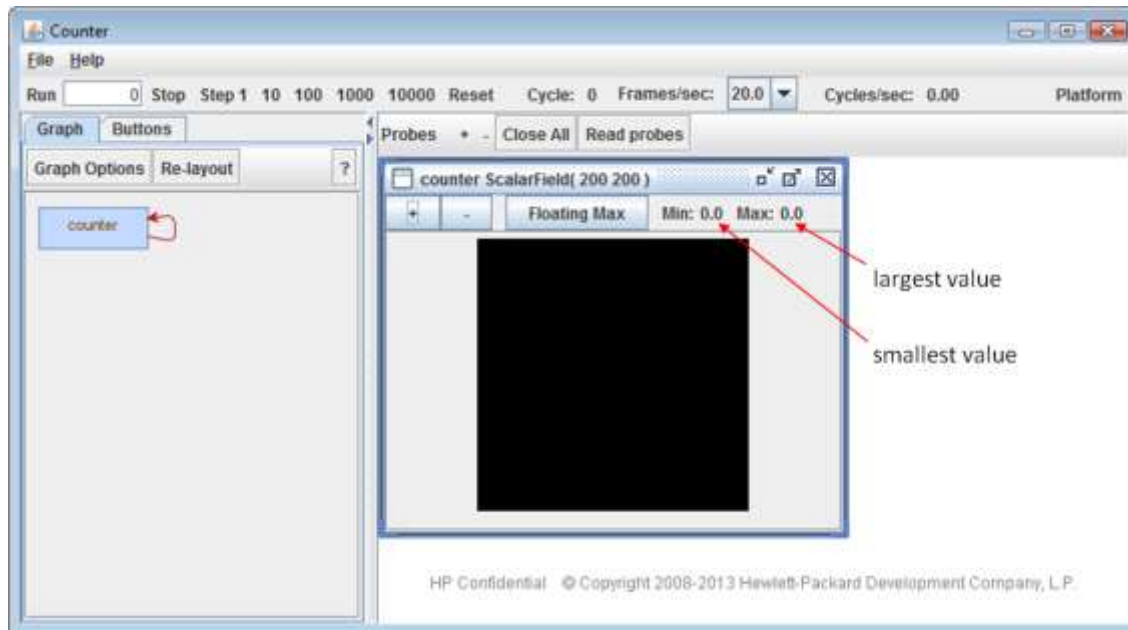 Counter
File Help
Run 0 Stop Step 1 10 100 1000 10000 Reset Cycle: 0 Frames/sec: 20.0 Cycles/sec: 0.00 Platform
Graph Buttons
Probes + - Close All Read probes
Graph Options Re-layout ?
counter ScalarField( 200 200 )
+ - Floating Max Min: 0.0 Max: 0.0
counter
largest value
smallest value
HP Confidential © Copyright 2008-2013 Hewlett-Packard Development Company, L.P.